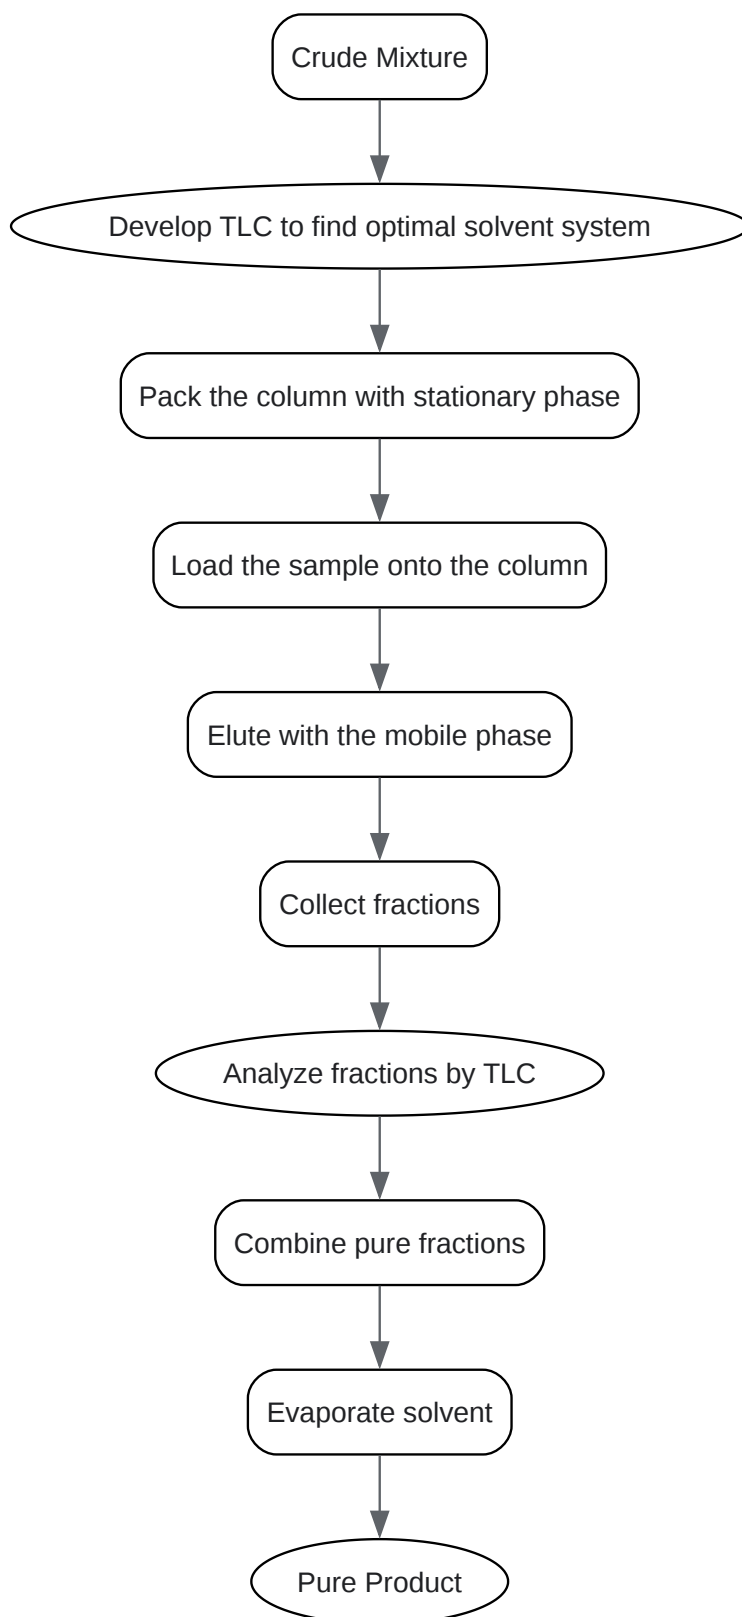 Crude Mixture
Develop TLC to find optimal solvent system
Pack the column with stationary phase
Load the sample onto the column
Elute with the mobile phase
Collect fractions
Analyze fractions by TLC
Combine pure fractions
Evaporate solvent
Pure Product